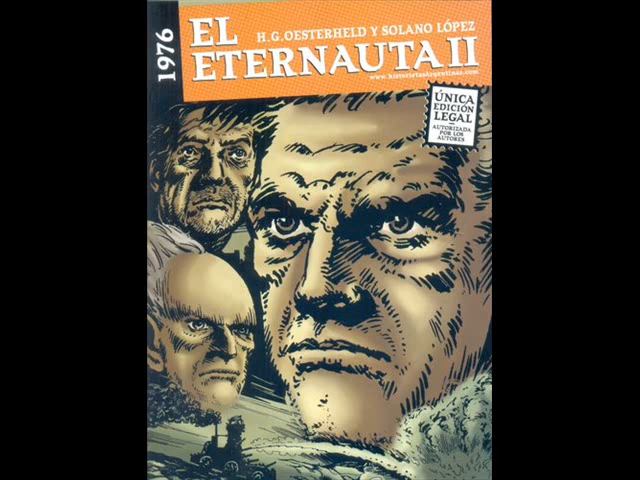 1976
EL
H.G.OESTERHELD Y SOLANO LÓPEZ
ETERNAUTA II
www.historietasargentinas.com
ÚNICA
EDICIÓN
LEGAL
AUTORIZADA
POR LOS
AUTORES